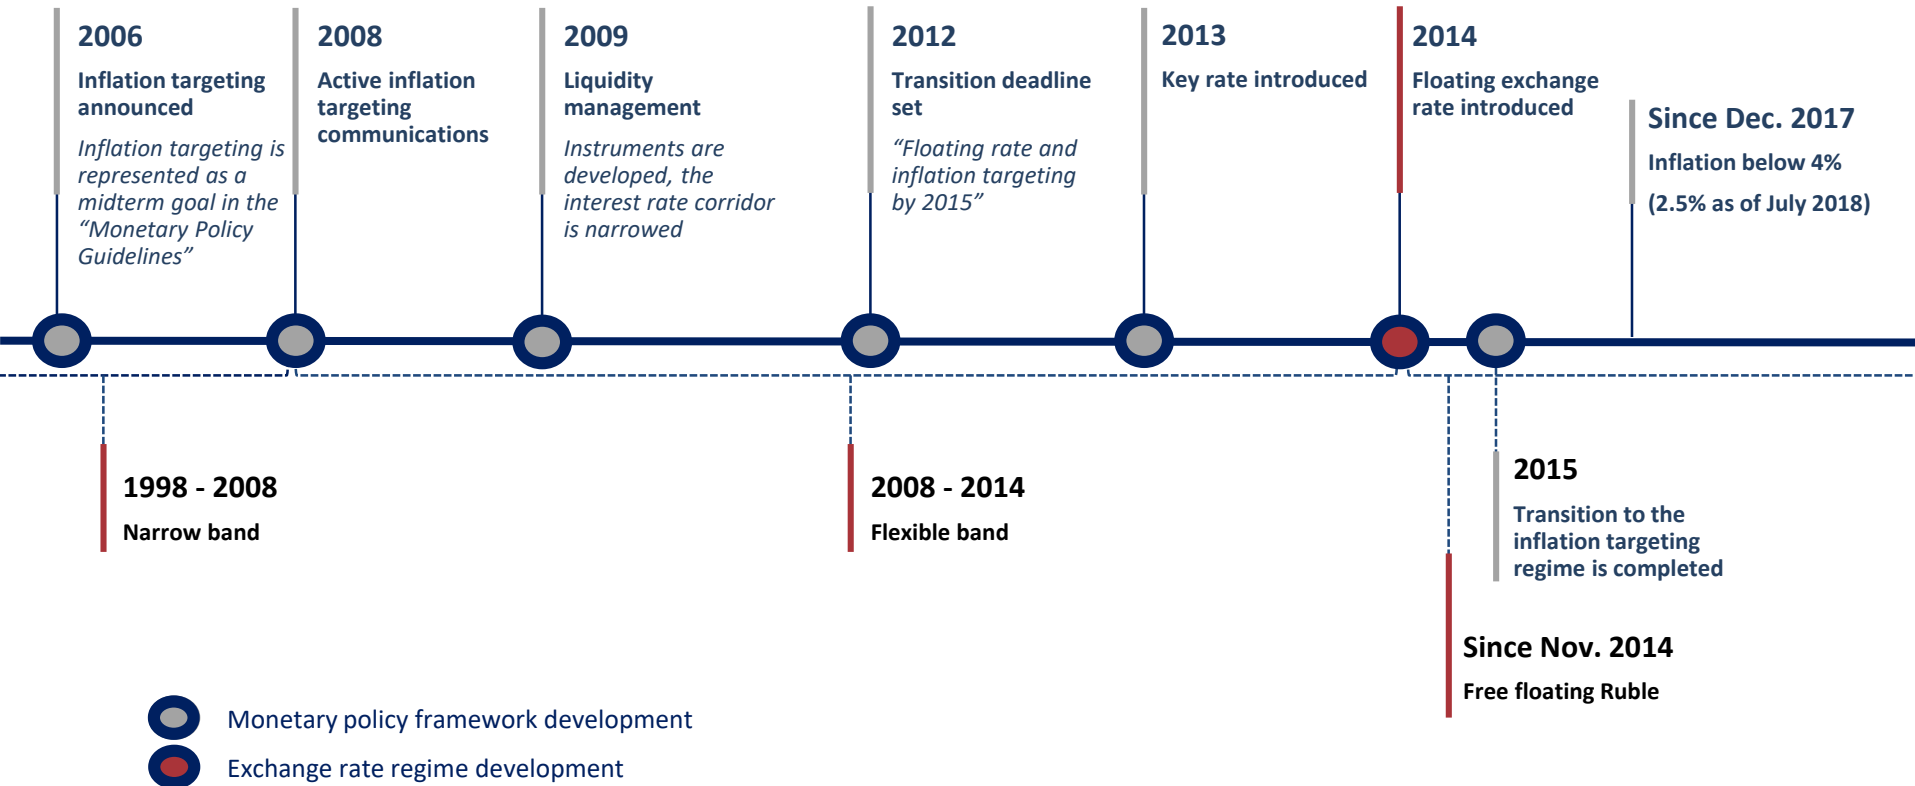 2006
Inflation targeting
announced
Inflation targeting is
represented as a
midterm goal in the
“Monetary Policy
Guidelines”
2008
Active inflation
targeting
communications
2009
Liquidity
management
Instruments are
developed, the
interest rate corridor
is narrowed
2012
Transition deadline
set
“Floating rate and
inflation targeting
by 2015”
2013
Key rate introduced
2014
Floating exchange
rate introduced
Since Dec. 2017
Inflation below 4%
(2.5% as of July 2018)
1998 - 2008
Narrow band
2008 - 2014
Flexible band
2015
Transition to the
inflation targeting
regime is completed
Since Nov. 2014
Free floating Ruble
Monetary policy framework development
Exchange rate regime development